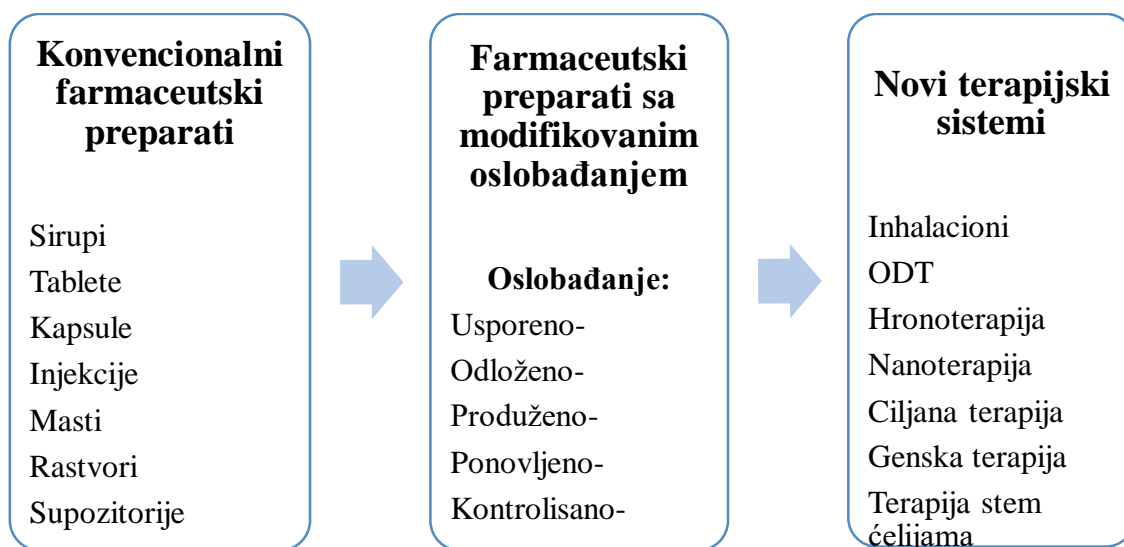 Konvencionalni
farmaceutski
preparati
Sirupi
Tablete
Kapsule
Injekcije
Masti
Rastvori
Supozitorije
Farmaceutski
preparati sa
modifikovanim
oslobađanjem
Oslobađanje:
Usporeno-
Odloženo-
Produženo-
Ponovljeno-
Kontrolisano-
Novi terapijski
sistemi
Inhalacioni
ODT
Hronoterapija
Nanoterapija
Ciljana terapija
Genska terapija
Terapija stem
ćelijama